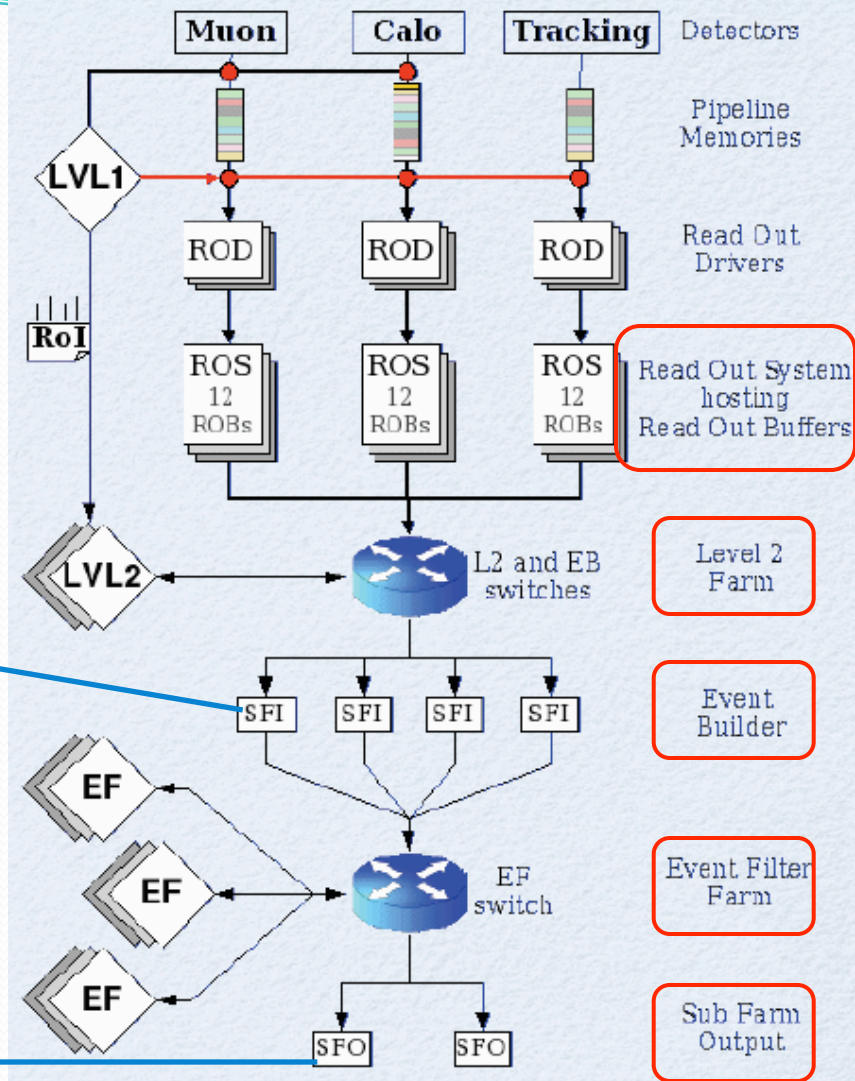 Muon Calo Tracking Detectors
Pipeline
Memories
LVL1
ROD ROD ROD Read Out
Drivers
RoI
ROS ROS ROS Read Out System
12 12 12 hosting
ROBs ROBs ROBs Read Out Buffers
LVL2 L2 and EB
switches
Level 2
Farm
SFI SFI SFI SFI Event
Builder
EF
EF EF
switch
Event Filter
Farm
EF
SFO SFO Sub Farm
Output